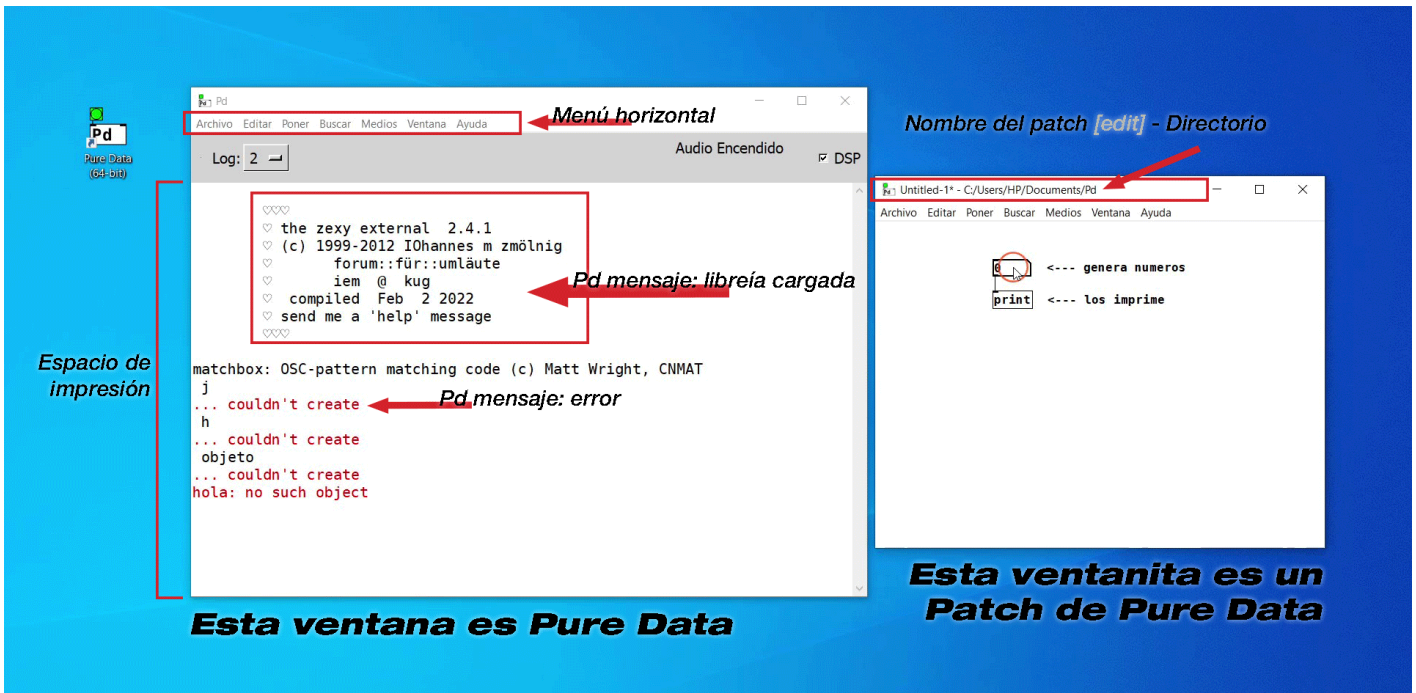 Pd
Pure Data
(64-bit)
Pd
Archivo Editar Poner Buscar Medios Ventana Ayuda
Menú horizontal
Log: 2
Audio Encendido
DSP
♡♡♡
♡ the zexy external 2.4.1
♡ (c) 1999-2012 IOhannes m zmölnig
♡ forum::für::umläute
♡ iem @ kug
♡ compiled Feb 2 2022
♡ send me a 'help' message
♡♡♡
Pd mensaje: libreía cargada
Espacio de
impresión
matchbox: OSC-pattern matching code (c) Matt Wright, CNMAT
j
... couldn't create
Pd mensaje: error
h
... couldn't create
objeto
... couldn't create
hola: no such object
Esta ventana es Pure Data
Nombre del patch [edit] - Directorio
Untitled-1* - C:/Users/HP/Documents/Pd
Archivo Editar Poner Buscar Medios Ventana Ayuda
0 <--- genera numeros
print <--- los imprime
Esta ventanita es un
Patch de Pure Data